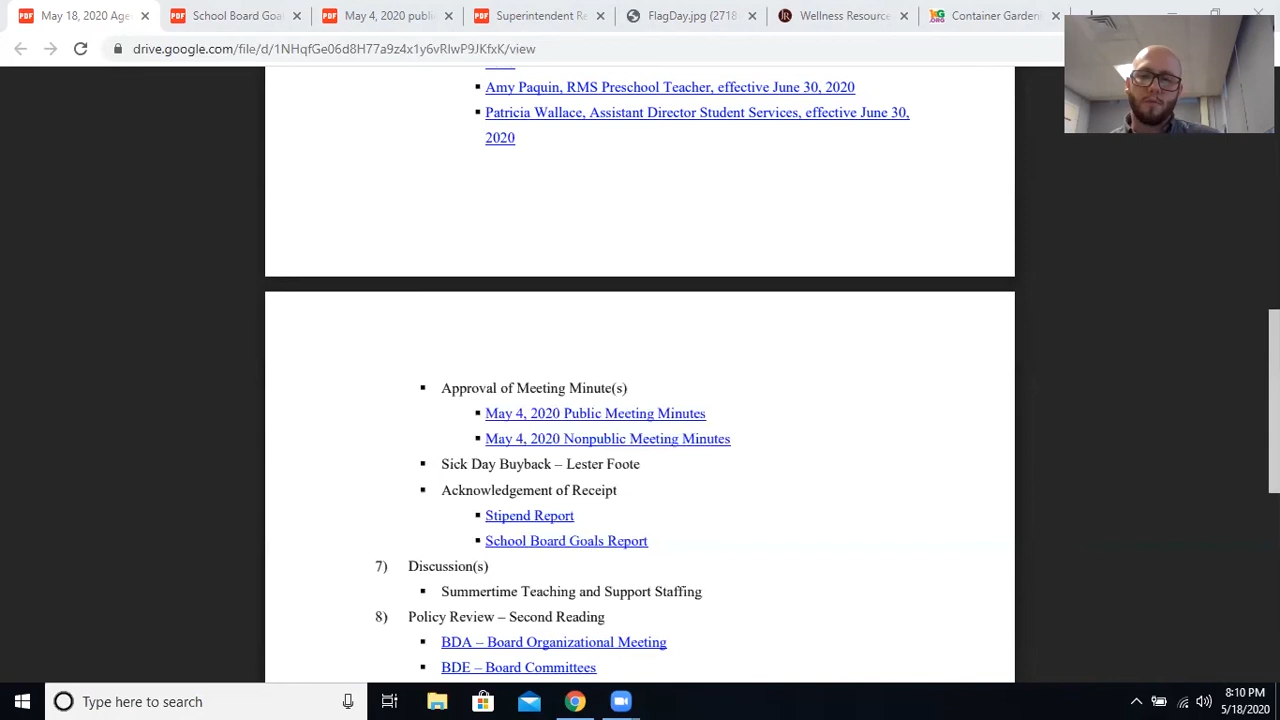 May 18, 2020 Age
School Board Goa
May 4, 2020 publi
Superintendent Re
FlagDay.jpg (271×
Wellness Resource
Container Gardeni
drive.google.com/file/d/1NHqfGe06d8H77a9z4x1y6vRlwP9JKfxK/view
▪ Amy Paquin, RMS Preschool Teacher, effective June 30, 2020
▪ Patricia Wallace, Assistant Director Student Services, effective June 30,
2020
▪ Approval of Meeting Minute(s)
▪ May 4, 2020 Public Meeting Minutes
▪ May 4, 2020 Nonpublic Meeting Minutes
▪ Sick Day Buyback – Lester Foote
▪ Acknowledgement of Receipt
▪ Stipend Report
▪ School Board Goals Report
7) Discussion(s)
▪ Summertime Teaching and Support Staffing
8) Policy Review – Second Reading
▪ BDA – Board Organizational Meeting
▪ BDE – Board Committees
Type here to search
8:10 PM
5/18/2020